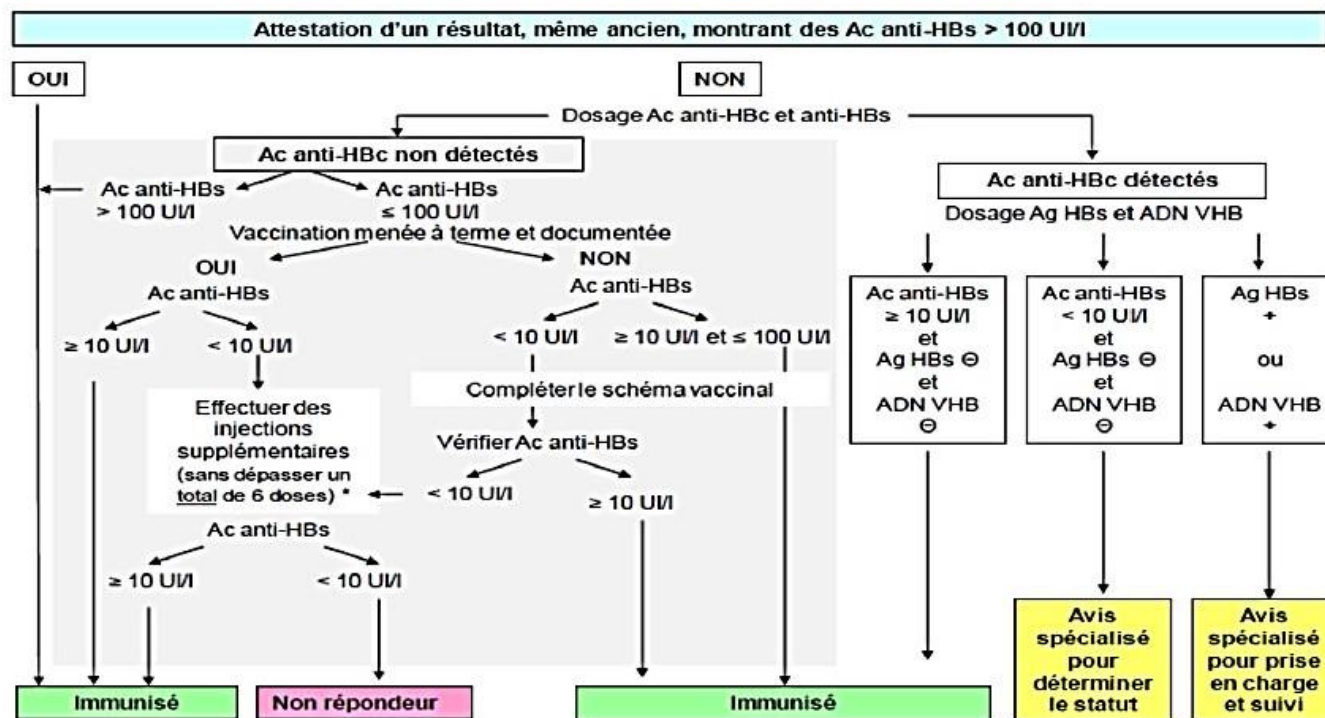 Attestation d'un résultat, même ancien, montrant des Ac anti-HBs > 100 UI/l
OUI
NON
Dosage Ac anti-HBc et anti-HBs
Ac anti-HBc non détectés
Ac anti-HBs
> 100 UI/l
Ac anti-HBs
≤ 100 UI/l
Vaccination menée à terme et documentée
OUI
Ac anti-HBs
≥ 10 UI/l
< 10 UI/l
Effectuer des
injections
supplémentaires
(sans dépasser un
total de 6 doses) *
NON
Ac anti-HBs
< 10 UI/l
≥ 10 UI/l et ≤ 100 UI/l
Compléter le schéma vaccinal
Vérifier Ac anti-HBs
< 10 UI/l
≥ 10 UI/l
Ac anti-HBs
≥ 10 UI/l
< 10 UI/l
Ac anti-HBc détectés
Dosage Ag HBs et ADN VHB
Ac anti-HBs
≥ 10 UI/l
et
Ag HBs ⊖
et
ADN VHB
⊖
Ac anti-HBs
< 10 UI/l
et
Ag HBs ⊖
et
ADN VHB
⊖
Ag HBs
+
ou
ADN VHB
+
Immunisé
Non répondeur
Immunisé
Avis
spécialisé
pour
déterminer
le statut
Avis
spécialisé
pour prise
en charge
et suivi